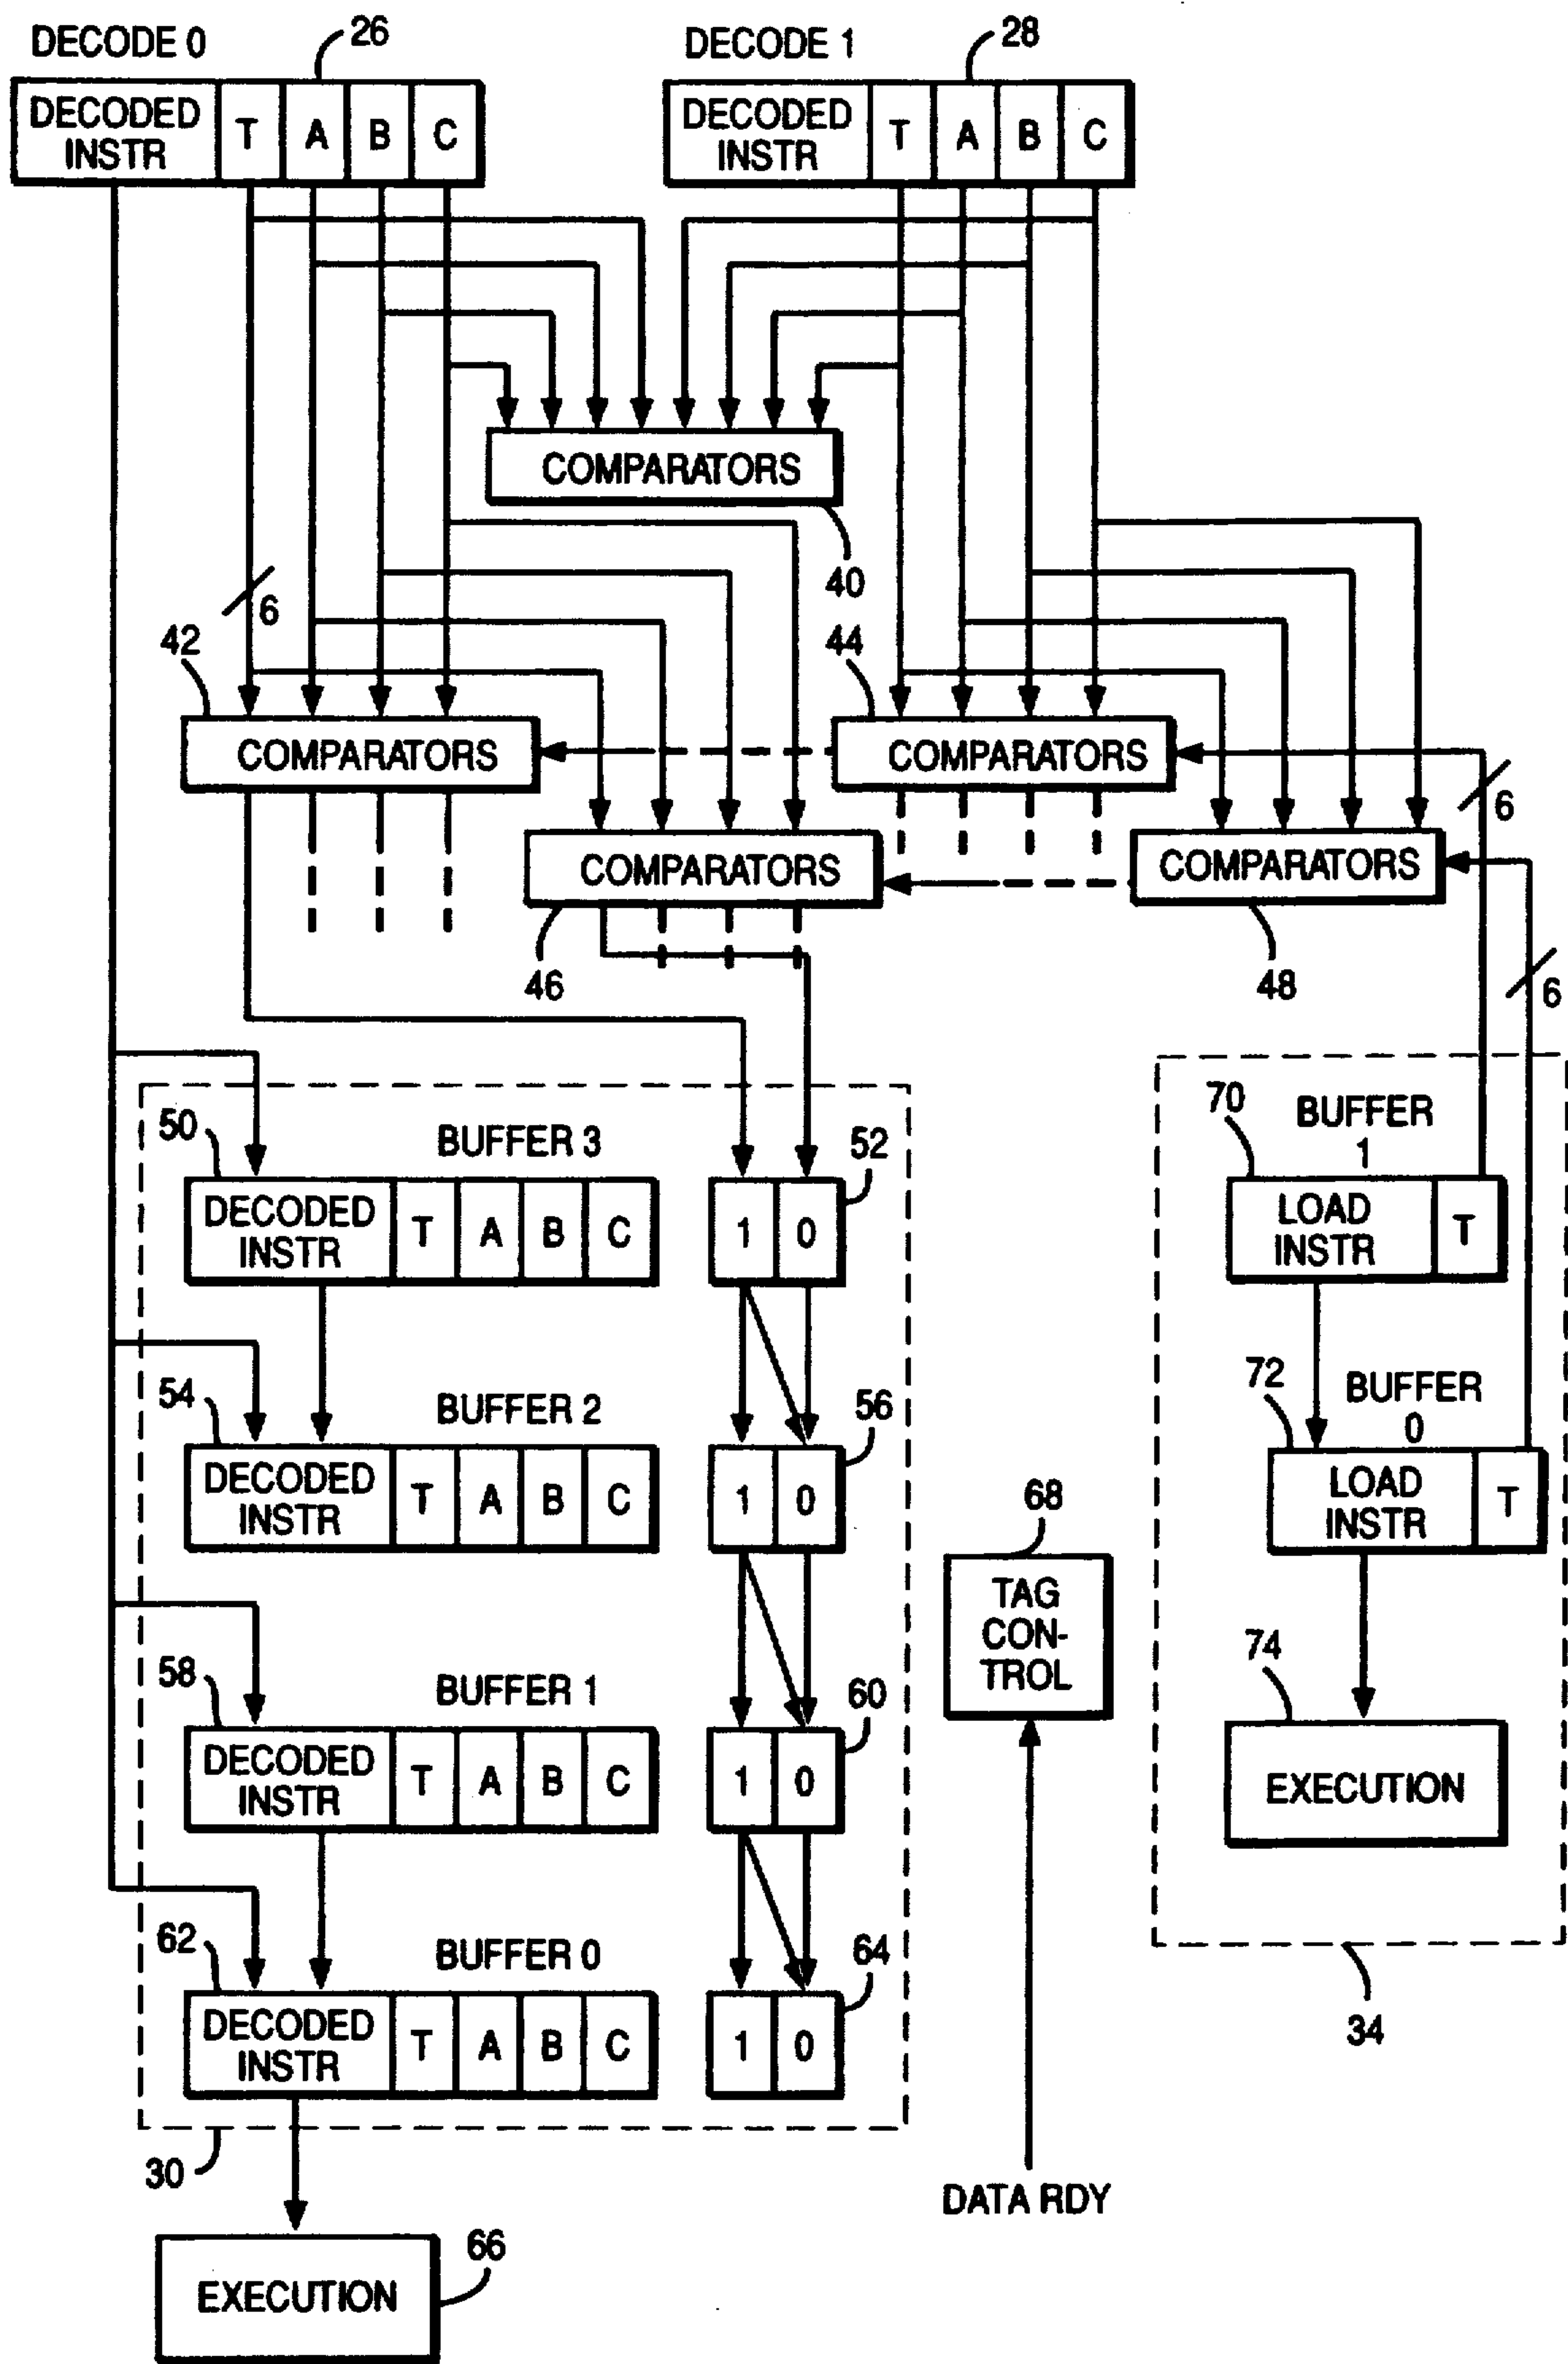 DECODE 0
26
DECODED
INSTR
T
A
B
C
DECODE 1
28
DECODED
INSTR
T
A
B
C
COMPARATORS
40
6
42
COMPARATORS
44
COMPARATORS
6
COMPARATORS
46
COMPARATORS
48
6
50
BUFFER 3
DECODED
INSTR
T
A
B
C
52
1
0
70
BUFFER
1
LOAD
INSTR
T
54
BUFFER 2
DECODED
INSTR
T
A
B
C
56
1
0
72
BUFFER
0
LOAD
INSTR
T
68
TAG
CON-
TROL
58
BUFFER 1
DECODED
INSTR
T
A
B
C
60
1
0
74
EXECUTION
62
BUFFER 0
DECODED
INSTR
T
A
B
C
64
1
0
34
30
DATA RDY
66
EXECUTION